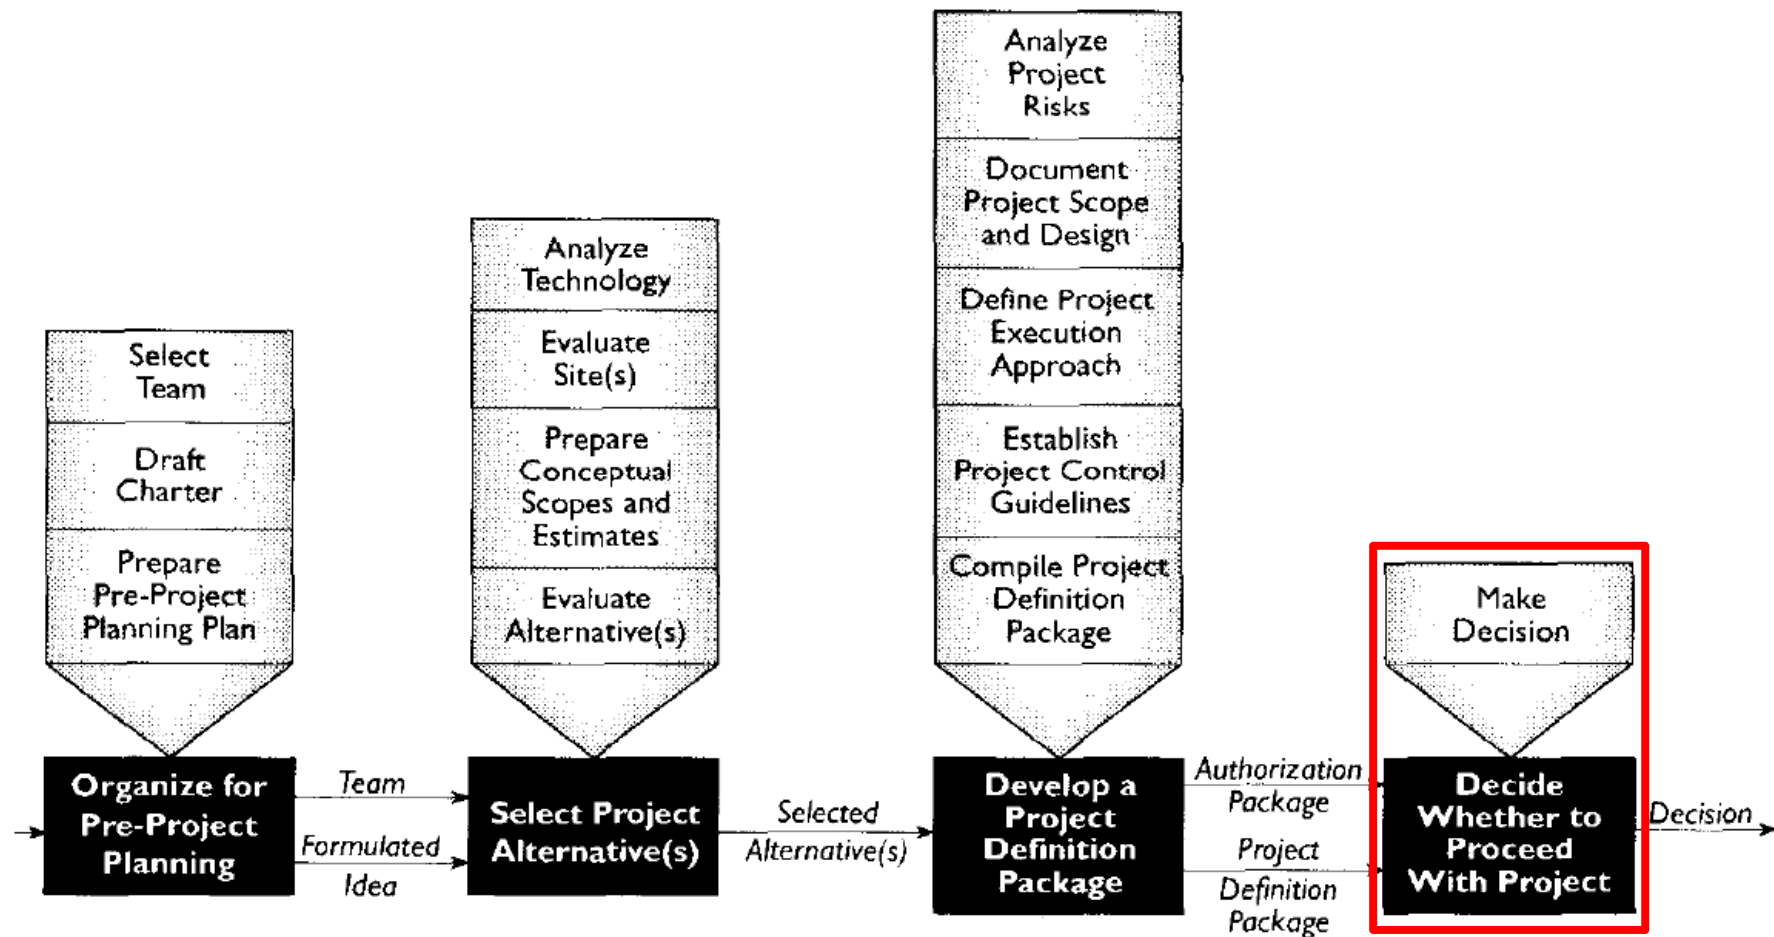 Select
Team
Draft
Charter
Prepare
Pre-Project
Planning Plan
Organize for
Pre-Project
Planning
Team
Formulated
Idea
Analyze
Technology
Evaluate
Site(s)
Prepare
Conceptual
Scopes and
Estimates
Evaluate
Alternative(s)
Select Project
Alternative(s)
Selected
Alternative(s)
Analyze
Project
Risks
Document
Project Scope
and Design
Define Project
Execution
Approach
Establish
Project Control
Guidelines
Compile Project
Definition
Package
Develop a
Project
Definition
Package
Authorization
Package
Project
Definition
Package
Make
Decision
Decide
Whether to
Proceed
With Project
Decision